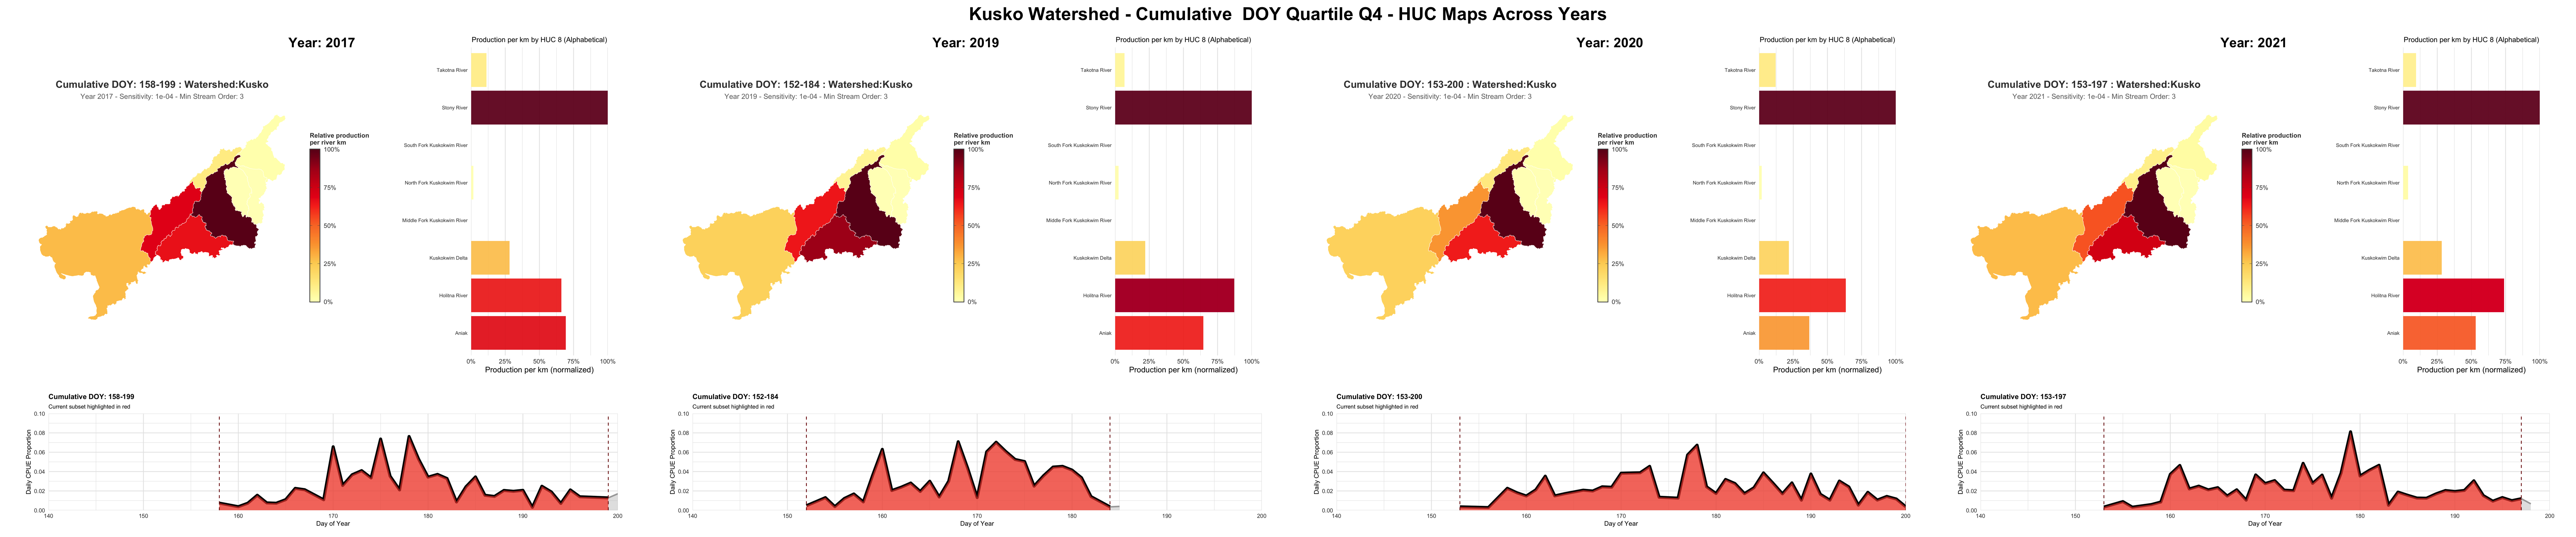 Kusko Watershed - Cumulative  DOY Quartile Q4 - HUC Maps Across Years
Year: 2017
Cumulative DOY: 158-199 : Watershed:Kusko
Year 2017 - Sensitivity: 1e-04 - Min Stream Order: 3
Relative production
per river km
100%
75%
50%
25%
0%
Production per km by HUC 8 (Alphabetical)
Takotna River
Stony River
South Fork Kuskokwim River
North Fork Kuskokwim River
Middle Fork Kuskokwim River
Kuskokwim Delta
Holitna River
Aniak
0% 25% 50% 75% 100%
Production per km (normalized)
Cumulative DOY: 158-199
Current subset highlighted in red
Daily CPUE Proportion
0.10
0.08
0.06
0.04
0.02
0.00
140 150 160 170 180 190 200
Day of Year
Year: 2019
Cumulative DOY: 152-184 : Watershed:Kusko
Year 2019 - Sensitivity: 1e-04 - Min Stream Order: 3
Relative production
per river km
100%
75%
50%
25%
0%
Production per km by HUC 8 (Alphabetical)
Takotna River
Stony River
South Fork Kuskokwim River
North Fork Kuskokwim River
Middle Fork Kuskokwim River
Kuskokwim Delta
Holitna River
Aniak
0% 25% 50% 75% 100%
Production per km (normalized)
Cumulative DOY: 152-184
Current subset highlighted in red
Daily CPUE Proportion
0.10
0.08
0.06
0.04
0.02
0.00
140 150 160 170 180 190 200
Day of Year
Year: 2020
Cumulative DOY: 153-200 : Watershed:Kusko
Year 2020 - Sensitivity: 1e-04 - Min Stream Order: 3
Relative production
per river km
100%
75%
50%
25%
0%
Production per km by HUC 8 (Alphabetical)
Takotna River
Stony River
South Fork Kuskokwim River
North Fork Kuskokwim River
Middle Fork Kuskokwim River
Kuskokwim Delta
Holitna River
Aniak
0% 25% 50% 75% 100%
Production per km (normalized)
Cumulative DOY: 153-200
Current subset highlighted in red
Daily CPUE Proportion
0.10
0.08
0.06
0.04
0.02
0.00
140 150 160 170 180 190 200
Day of Year
Year: 2021
Cumulative DOY: 153-197 : Watershed:Kusko
Year 2021 - Sensitivity: 1e-04 - Min Stream Order: 3
Relative production
per river km
100%
75%
50%
25%
0%
Production per km by HUC 8 (Alphabetical)
Takotna River
Stony River
South Fork Kuskokwim River
North Fork Kuskokwim River
Middle Fork Kuskokwim River
Kuskokwim Delta
Holitna River
Aniak
0% 25% 50% 75% 100%
Production per km (normalized)
Cumulative DOY: 153-197
Current subset highlighted in red
Daily CPUE Proportion
0.10
0.08
0.06
0.04
0.02
0.00
140 150 160 170 180 190 200
Day of Year